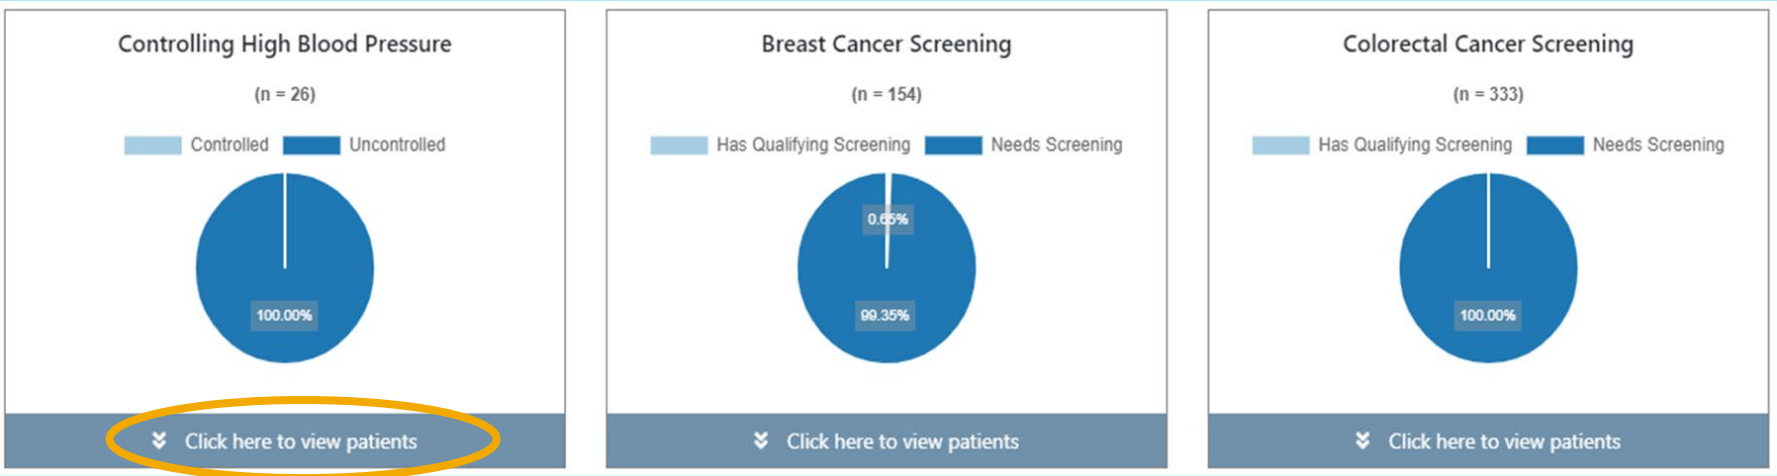 Controlling High Blood Pressure
(n = 26)
Controlled Uncontrolled
100.00%
Click here to view patients
Breast Cancer Screening
(n = 154)
Has Qualifying Screening Needs Screening
0.65%
99.35%
Click here to view patients
Colorectal Cancer Screening
(n = 333)
Has Qualifying Screening Needs Screening
100.00%
Click here to view patients